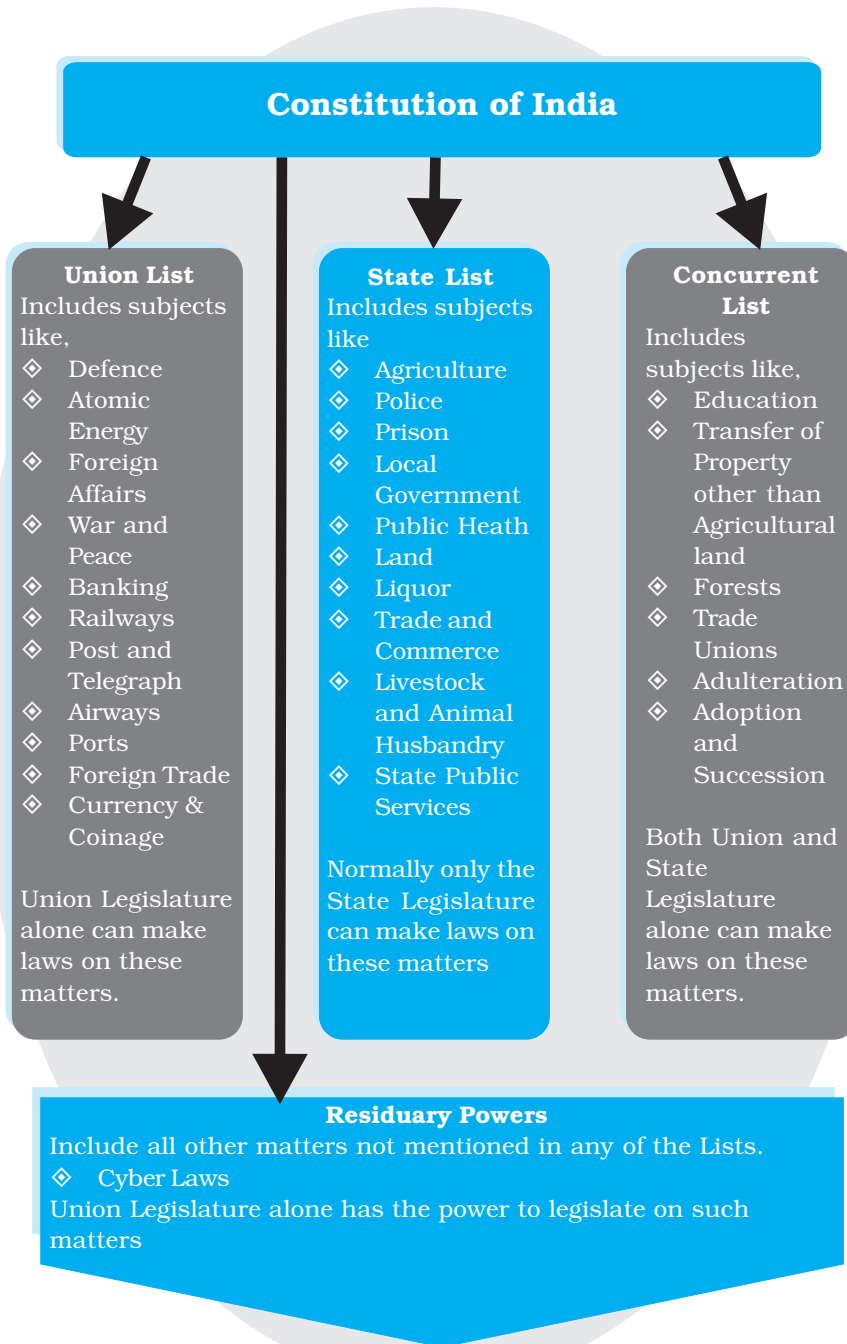 Constitution of India
Union List
Includes subjects
like,
Defence
Atomic
Energy
Foreign
Affairs
War and
Peace
Banking
Railways
Post and
Telegraph
Airways
Ports
Foreign Trade
Currency &
Coinage
Union Legislature
alone can make
laws on these
matters.
State List
Includes subjects
like
Agriculture
Police
Prison
Local
Government
Public Heath
Land
Liquor
Trade and
Commerce
Livestock
and Animal
Husbandry
State Public
Services
Normally only the
State Legislature
can make laws on
these matters
Concurrent
List
Includes
subjects like,
Education
Transfer of
Property
other than
Agricultural
land
Forests
Trade
Unions
Adulteration
Adoption
and
Succession
Both Union and
State
Legislature
alone can make
laws on these
matters.
Residuary Powers
Include all other matters not mentioned in any of the Lists.
Cyber Laws
Union Legislature alone has the power to legislate on such
matters